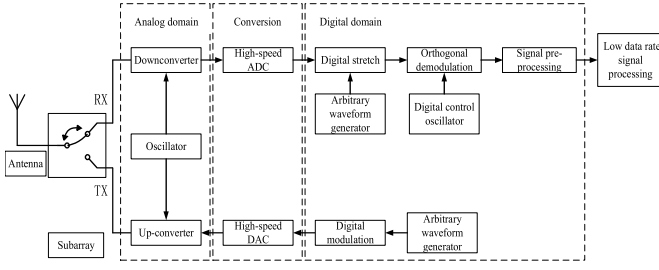 Analog domain
Conversion
Digital domain
Downconverter
High-speed
ADC
Digital stretch
Orthogonal
demodulation
Signal pre-
processing
Low data rate
signal
processing
RX
Arbitrary
waveform
generator
Digital control
oscillator
Antenna
Oscillator
TX
Subarray
Up-converter
High-speed
DAC
Digital
modulation
Arbitrary
waveform
generator